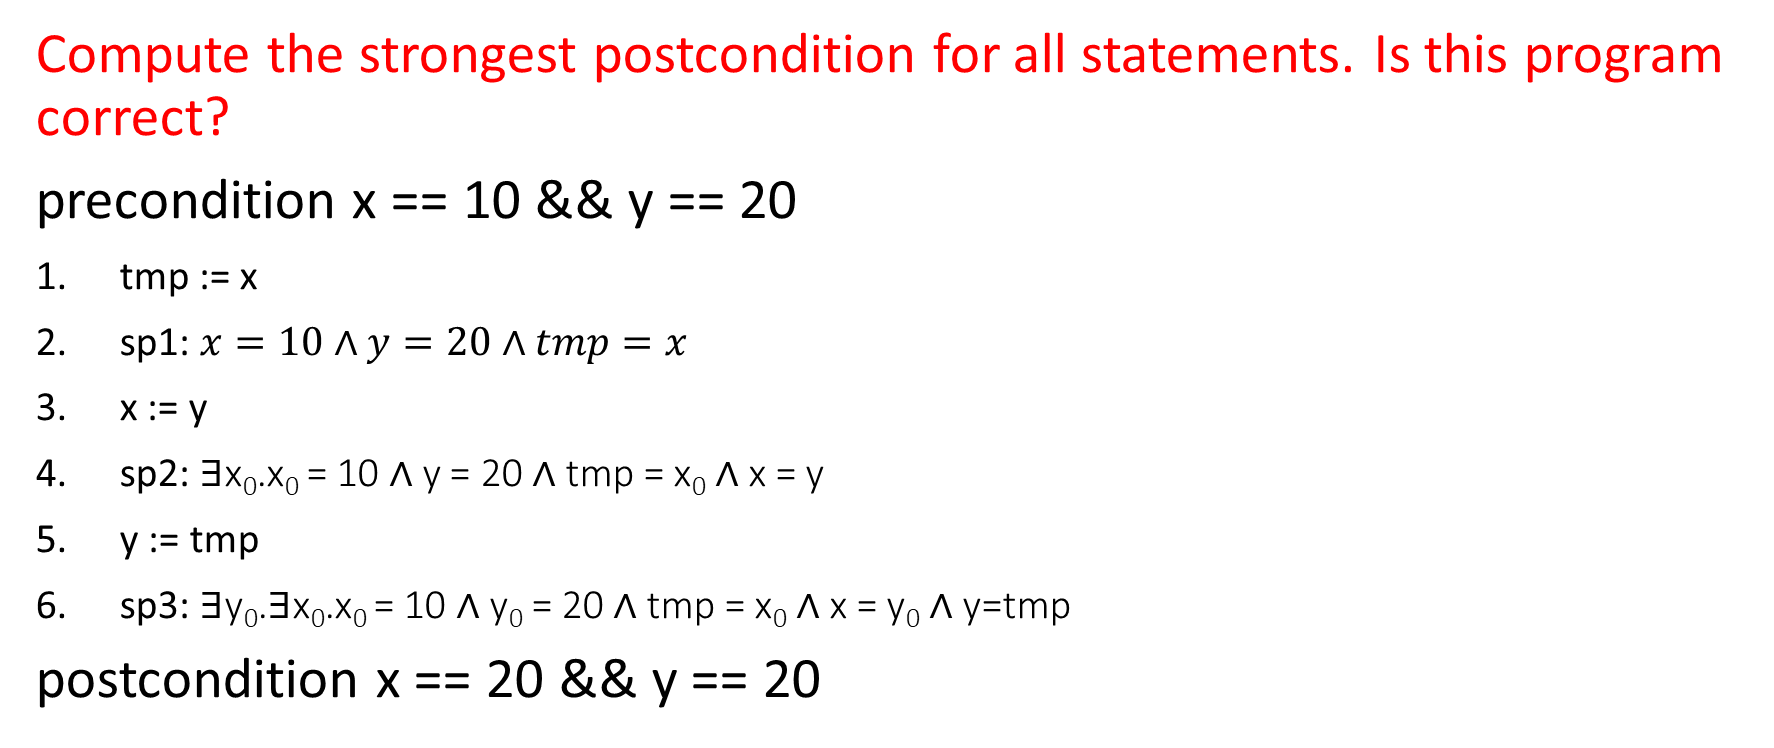 Compute the strongest postcondition for all statements. Is this program
correct?
precondition x == 10 && y == 20
1. tmp := x
2. sp1: x = 10 ∧ y = 20 ∧ tmp = x
3. x := y
4. sp2: ∃x₀.x₀ = 10 ∧ y = 20 ∧ tmp = x₀ ∧ x = y
5. y := tmp
6. sp3: ∃y₀.∃x₀.x₀ = 10 ∧ y₀ = 20 ∧ tmp = x₀ ∧ x = y₀ ∧ y=tmp
postcondition x == 20 && y == 20